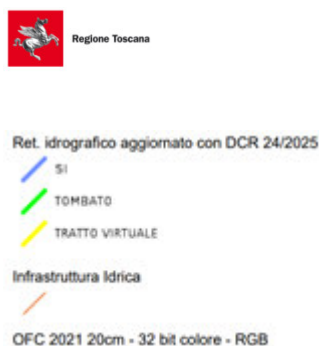 Regione Toscana
Ret. idrografico aggiornato con DCR 24/2025
SI
TOMBATO
TRATTO VIRTUALE
Infrastruttura Idrica
OFC 2021 20cm - 32 bit colore - RGB